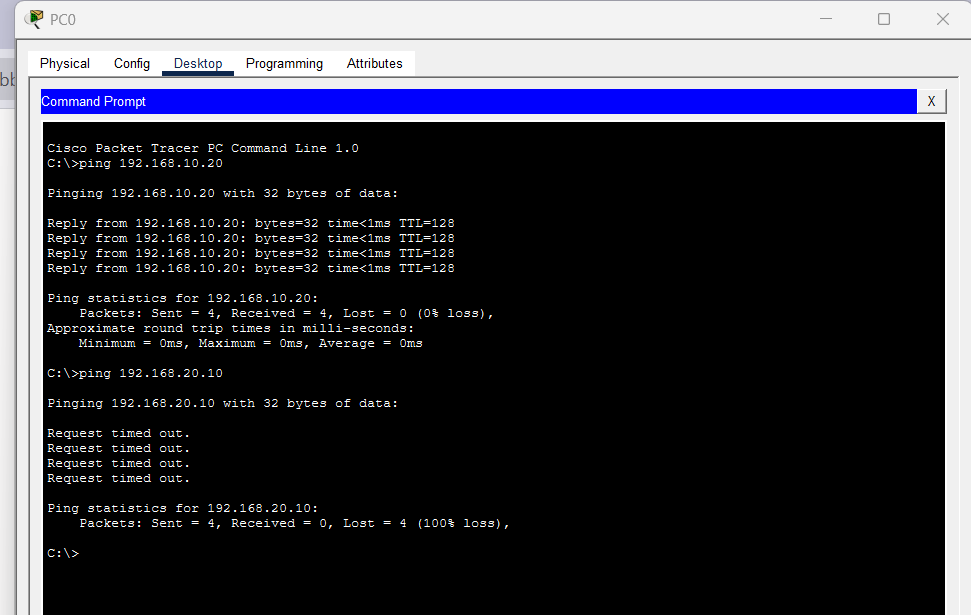 PC0
Physical Config Desktop Programming Attributes
Command Prompt X
Cisco Packet Tracer PC Command Line 1.0
C:\>ping 192.168.10.20
Pinging 192.168.10.20 with 32 bytes of data:
Reply from 192.168.10.20: bytes=32 time<1ms TTL=128
Reply from 192.168.10.20: bytes=32 time<1ms TTL=128
Reply from 192.168.10.20: bytes=32 time<1ms TTL=128
Reply from 192.168.10.20: bytes=32 time<1ms TTL=128
Ping statistics for 192.168.10.20:
    Packets: Sent = 4, Received = 4, Lost = 0 (0% loss),
Approximate round trip times in milli-seconds:
    Minimum = 0ms, Maximum = 0ms, Average = 0ms
C:\>ping 192.168.20.10
Pinging 192.168.20.10 with 32 bytes of data:
Request timed out.
Request timed out.
Request timed out.
Request timed out.
Ping statistics for 192.168.20.10:
    Packets: Sent = 4, Received = 0, Lost = 4 (100% loss),
C:\>